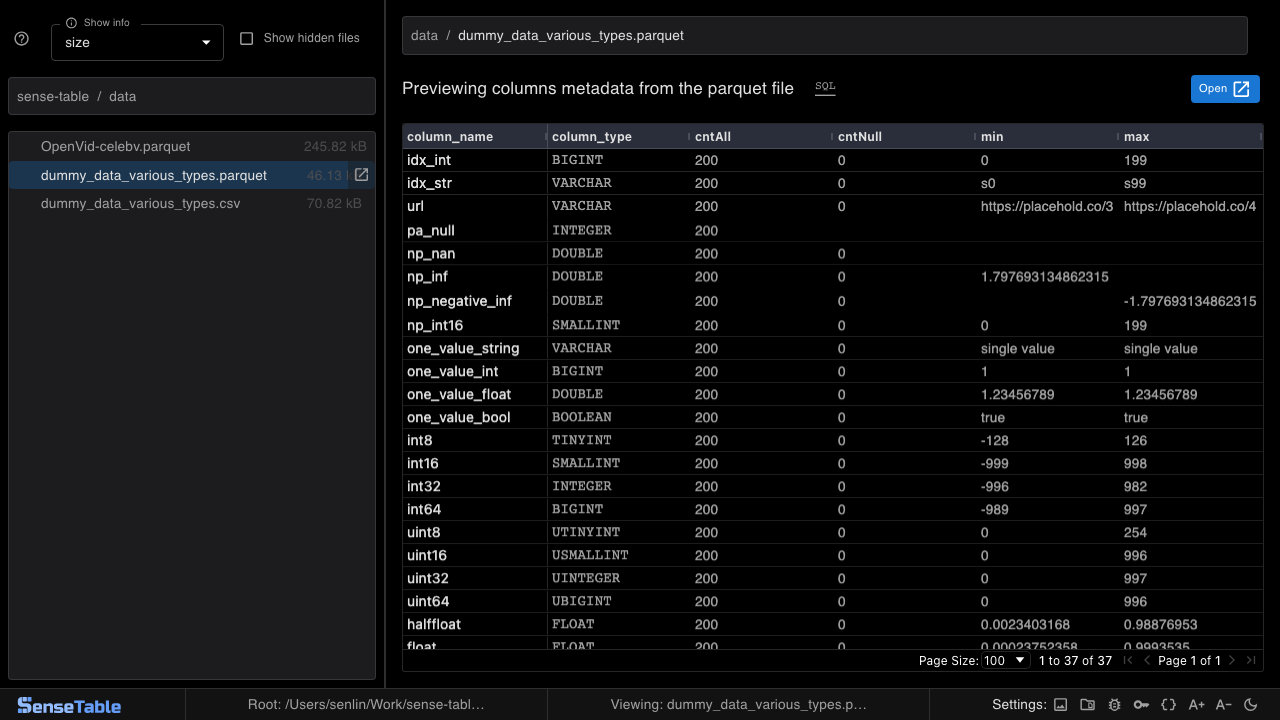 Show info
size
Show hidden files
sense-table / data
OpenVid-celebv.parquet 245.82 kB
dummy_data_various_types.parquet 46.13
dummy_data_various_types.csv 70.82 kB
data / dummy_data_various_types.parquet
Previewing columns metadata from the parquet file SQL
Open
column_name column_type cntAll cntNull min max
idx_int BIGINT 200 0 0 199
idx_str VARCHAR 200 0 s0 s99
url VARCHAR 200 0 https://placehold.co/3 https://placehold.co/4
pa_null INTEGER 200
np_nan DOUBLE 200 0
np_inf DOUBLE 200 0 1.797693134862315
np_negative_inf DOUBLE 200 0 -1.797693134862315
np_int16 SMALLINT 200 0 0 199
one_value_string VARCHAR 200 0 single value single value
one_value_int BIGINT 200 0 1 1
one_value_float DOUBLE 200 0 1.23456789 1.23456789
one_value_bool BOOLEAN 200 0 true true
int8 TINYINT 200 0 -128 126
int16 SMALLINT 200 0 -999 998
int32 INTEGER 200 0 -996 982
int64 BIGINT 200 0 -989 997
uint8 UTINYINT 200 0 0 254
uint16 USMALLINT 200 0 0 996
uint32 UINTEGER 200 0 0 997
uint64 UBIGINT 200 0 0 996
halffloat FLOAT 200 0 0.0023403168 0.98876953
float FLOAT 200 0 0.00023752358 0.9993535
Page Size: 100 1 to 37 of 37 Page 1 of 1
SenseTable
Root: /Users/senlin/Work/sense-tabl…
Viewing: dummy_data_various_types.p…
Settings: A+ A−